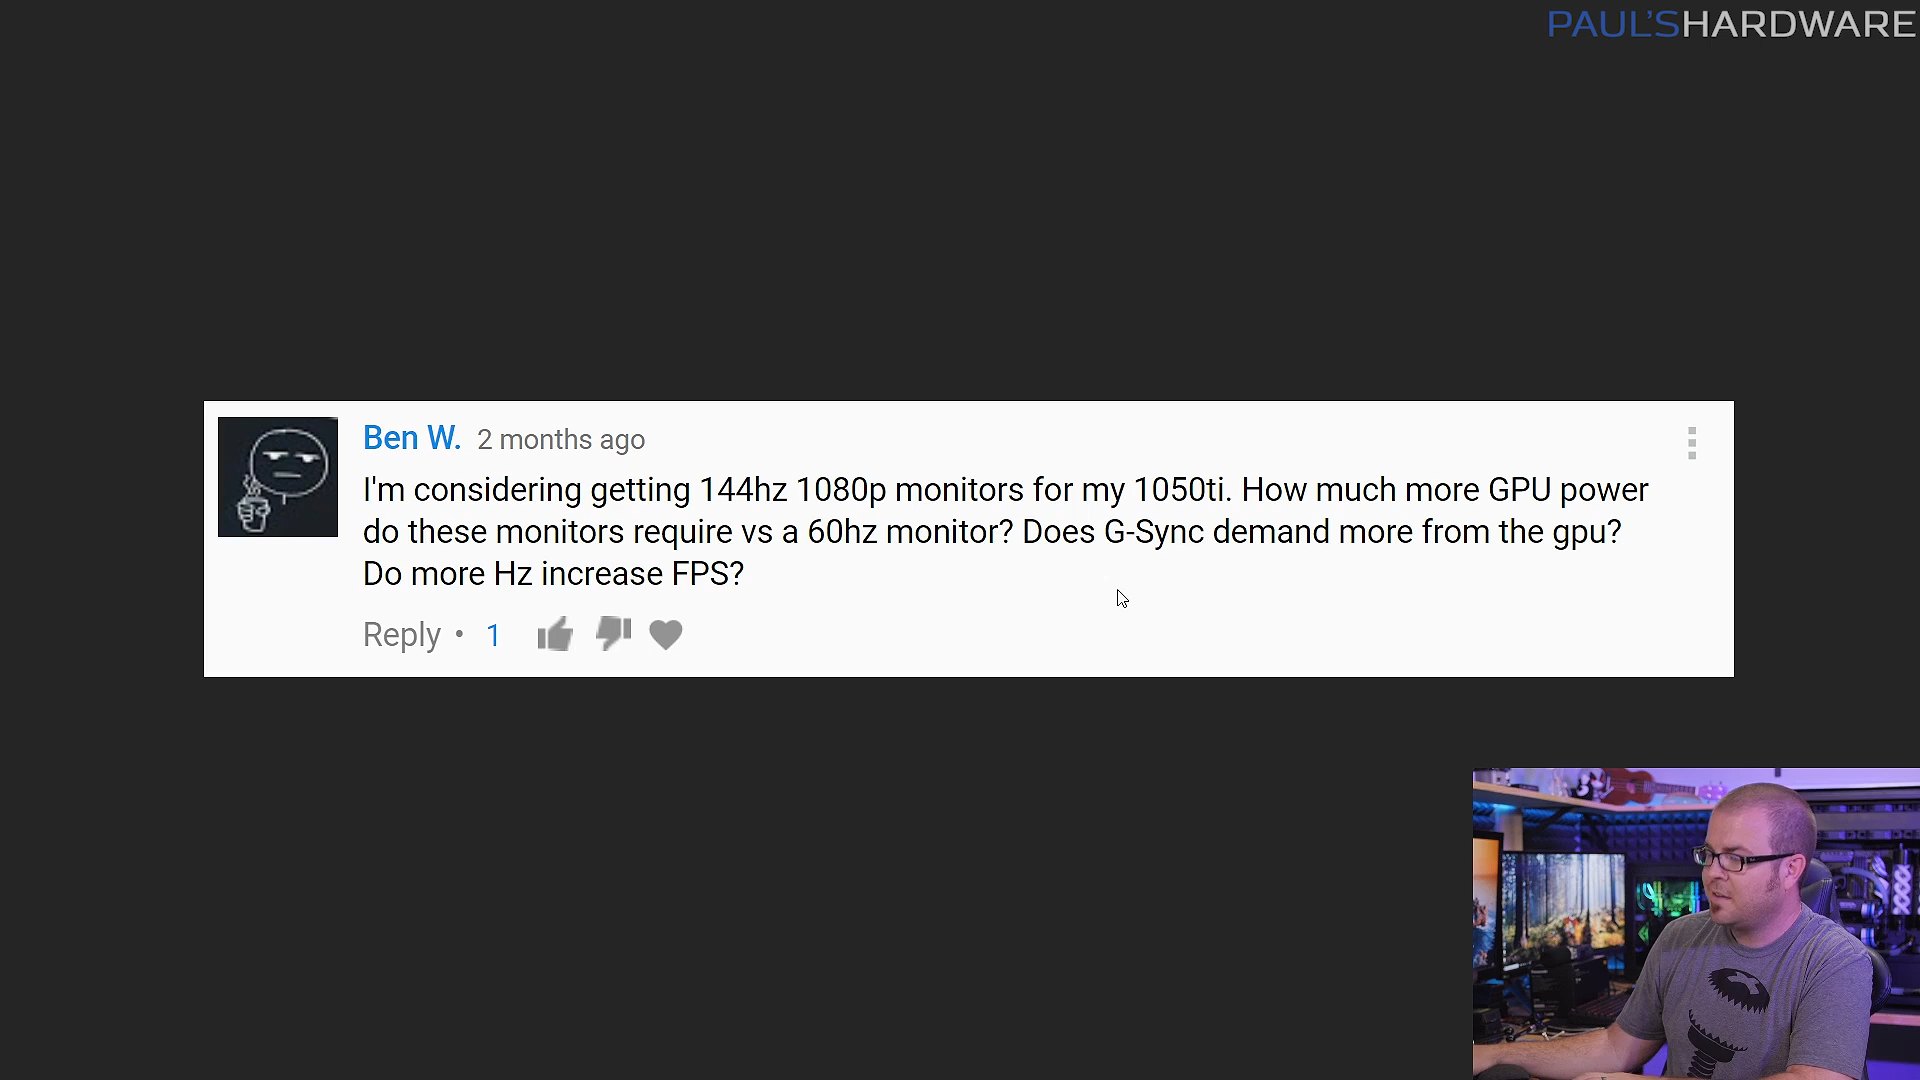 PAUL'SHARDWARE
Ben W. 2 months ago
I'm considering getting 144hz 1080p monitors for my 1050ti. How much more GPU power
do these monitors require vs a 60hz monitor? Does G-Sync demand more from the gpu?
Do more Hz increase FPS?
Reply • 1